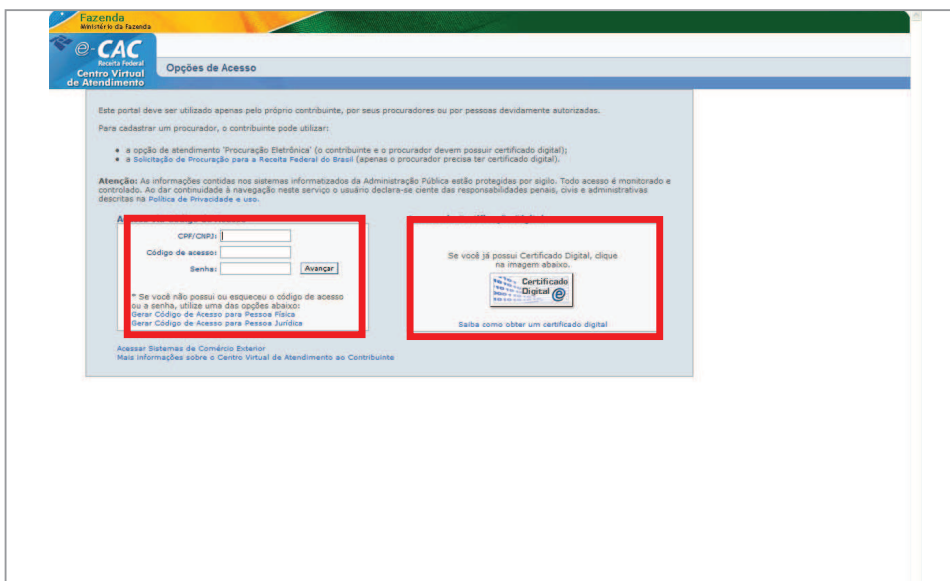 Fazenda
Ministério da Fazenda
e-CAC
Receita Federal
Centro Virtual
de Atendimento
Opções de Acesso
Este portal deve ser utilizado apenas pelo próprio contribuinte, por seus procuradores ou por pessoas devidamente autorizadas.
Para cadastrar um procurador, o contribuinte pode utilizar:
• a opção de atendimento 'Procuração Eletrônica' (o contribuinte e o procurador devem possuir certificado digital);
• a Solicitação de Procuração para a Receita Federal do Brasil (apenas o procurador precisa ter certificado digital).
Atenção: As informações contidas nos sistemas informatizados da Administração Pública estão protegidas por sigilo. Todo acesso é monitorado e
controlado. Ao dar continuidade à navegação neste serviço o usuário declara-se ciente das responsabilidades penais, civis e administrativas
descritas na Política de Privacidade e uso.
CPF/CNPJ:
Código de acesso:
Senha:
Avançar
* Se você não possui ou esqueceu o código de acesso
ou a senha, utilize uma das opções abaixo:
Gerar Código de Acesso para Pessoa Física
Gerar Código de Acesso para Pessoa Jurídica
Se você já possui Certificado Digital, clique
na imagem abaixo.
Certificado
Digital e
Saiba como obter um certificado digital
Acessar Sistemas de Comércio Exterior
Mais informações sobre o Centro Virtual de Atendimento ao Contribuinte